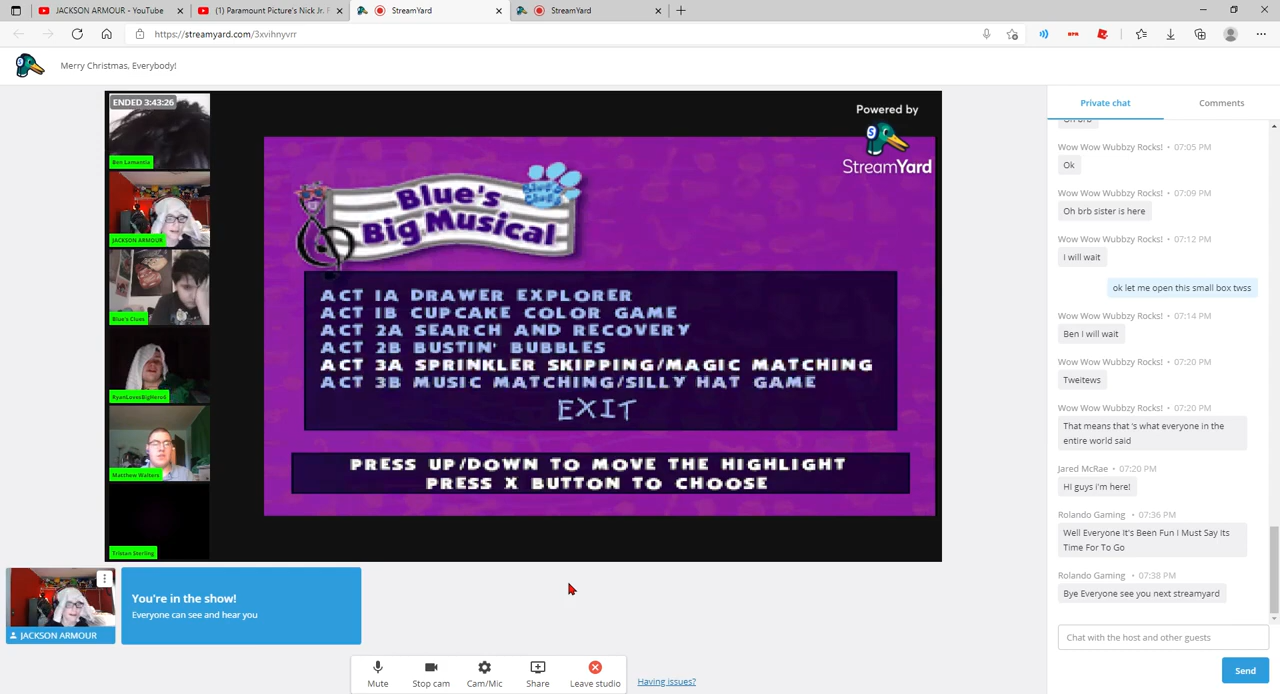 JACKSON ARMOUR - YouTube
(1) Paramount Picture's Nick Jr. F
StreamYard
StreamYard
https://streamyard.com/3xvihnyvrr
Merry Christmas, Everybody!
ENDED 3:43:26
Ben Lamantia
JACKSON ARMOUR
Blue's Clues
RyantLovesBigHero6
Matthew Walters
Tristan Sterling
Powered by
StreamYard
Blue's
Big Musical
ACT 1A DRAWER EXPLORER
ACT 1B CUPCAKE COLOR GAME
ACT 2A SEARCH AND RECOVERY
ACT 2B BUSTIN' BUBBLES
ACT 3A SPRINKLER SKIPPING/MAGIC MATCHING
ACT 3B MUSIC MATCHING/SILLY HAT GAME
EXIT
PRESS UP/DOWN TO MOVE THE HIGHLIGHT
PRESS X BUTTON TO CHOOSE
JACKSON ARMOUR
You're in the show!
Everyone can see and hear you
Mute
Stop cam
Cam/Mic
Share
Leave studio
Having issues?
Private chat
Comments
Wow Wow Wubbzy Rocks! • 07:05 PM
Ok
Wow Wow Wubbzy Rocks! • 07:09 PM
Oh brb sister is here
Wow Wow Wubbzy Rocks! • 07:12 PM
I will wait
ok let me open this small box twss
Wow Wow Wubbzy Rocks! • 07:14 PM
Ben I will wait
Wow Wow Wubbzy Rocks! • 07:20 PM
Tweitews
Wow Wow Wubbzy Rocks! • 07:20 PM
That means that 's what everyone in the
entire world said
Jared McRae • 07:20 PM
HI guys i'm here!
Rolando Gaming • 07:36 PM
Well Everyone It's Been Fun I Must Say Its
Time For To Go
Rolando Gaming • 07:38 PM
Bye Everyone see you next streamyard
Chat with the host and other guests
Send